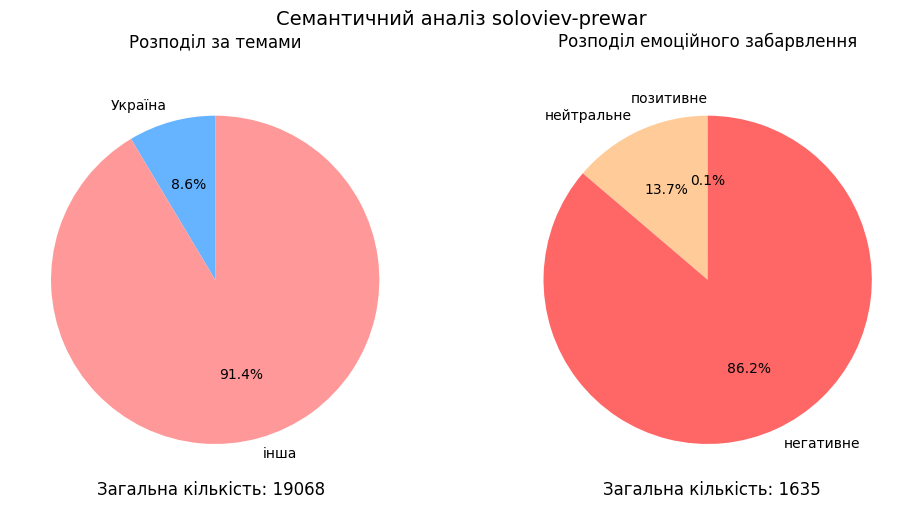 Семантичний аналіз soloviev-prewar
Розподіл за темами
Україна
8.6%
91.4%
інша
Загальна кількість: 19068
Розподіл емоційного забарвлення
позитивне
нейтральне
0.1%
13.7%
86.2%
негативне
Загальна кількість: 1635